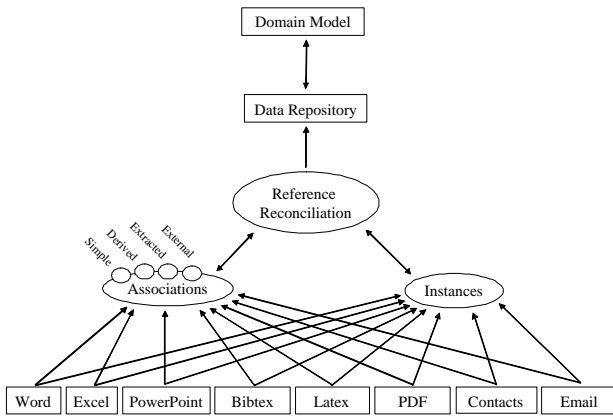 Domain Model
Data Repository
Reference
Reconciliation
Simple
Derived
Extracted
External
Associations
Instances
Word
Excel
PowerPoint
Bibtex
Latex
PDF
Contacts
Email